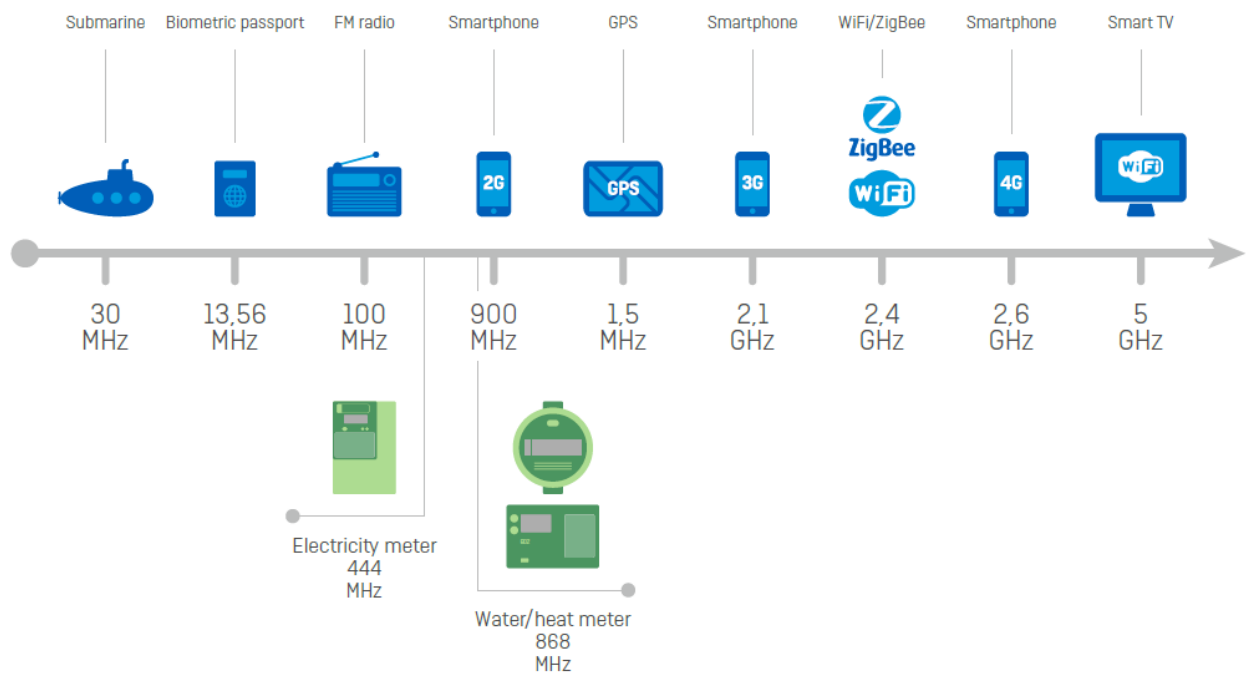 Submarine
Biometric passport
FM radio
Smartphone
GPS
Smartphone
WiFi/ZigBee
Smartphone
Smart TV
2G
GPS
3G
ZigBee
WiFi
4G
WiFi
30
MHz
13,56
MHz
100
MHz
900
MHz
1,5
MHz
2,1
GHz
2,4
GHz
2,6
GHz
5
GHz
Electricity meter
444
MHz
Water/heat meter
868
MHz